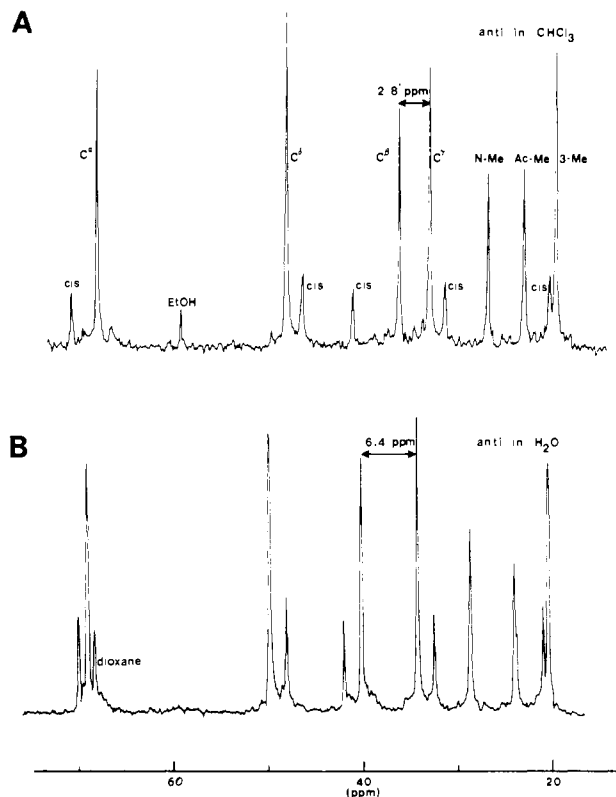 A
anti in CHCl3
2 8 ppm
Cα
Cδ
Cβ
Cγ
N-Me
Ac-Me
3-Me
cis
EtOH
cis
cis
cis
cis
B
6.4 ppm
anti in H2O
dioxane
60
40
20
(ppm)